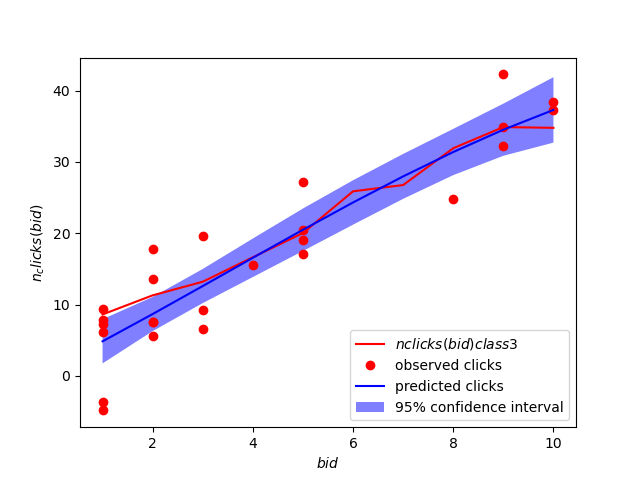 40
30
20
10
0
n_clicks(bid)
2
4
6
8
10
bid
nclicks(bid)class3
observed clicks
predicted clicks
95% confidence interval